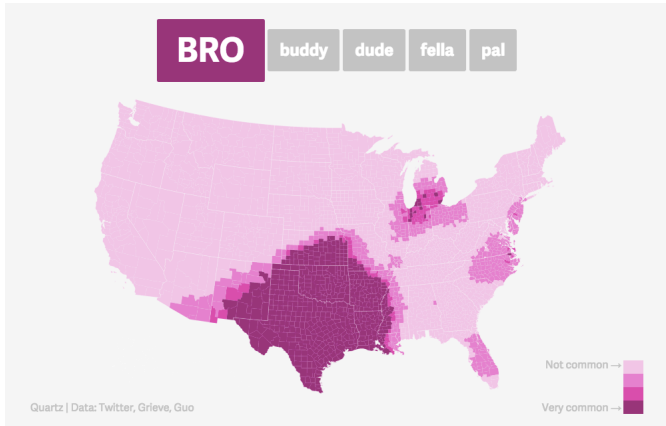 BRO buddy dude fella pal
Not common →
Very common →
Quartz | Data: Twitter, Grieve, Guo